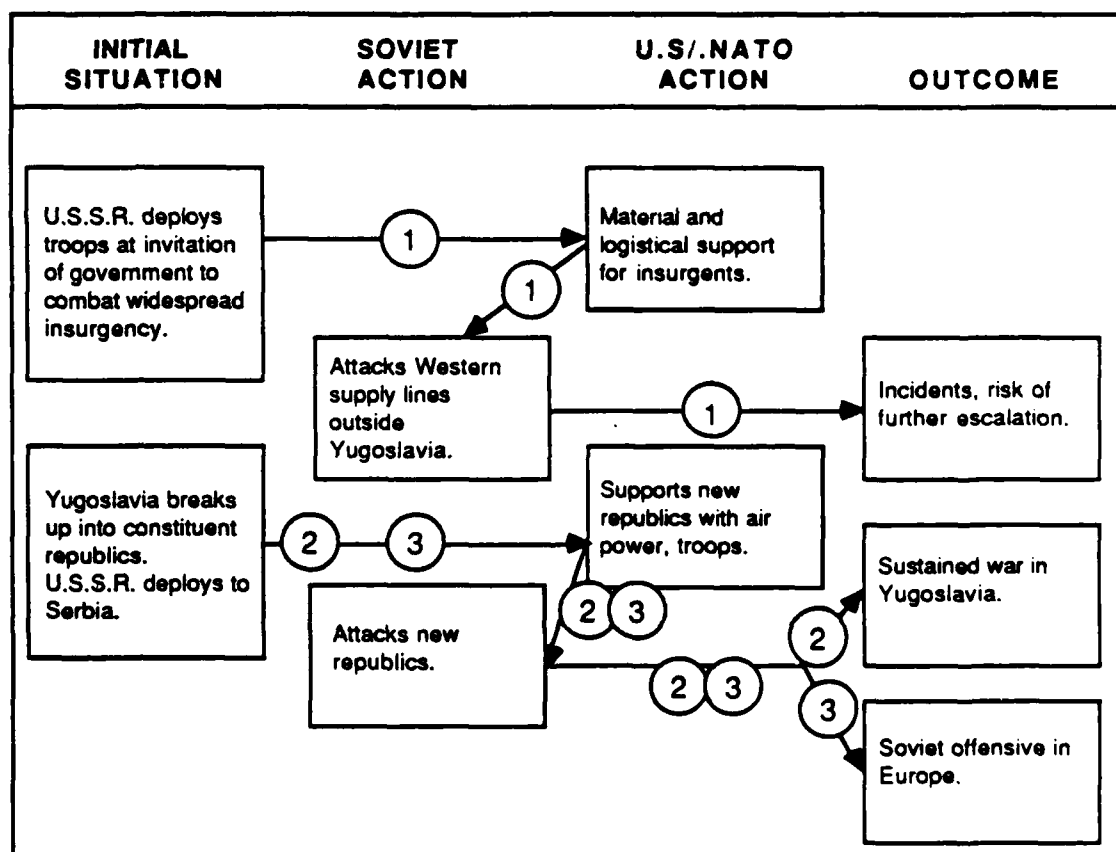 INITIAL
SITUATION
SOVIET
ACTION
U.S/.NATO
ACTION
OUTCOME
U.S.S.R. deploys
troops at invitation
of government to
combat widespread
insurgency.
1
Material and
logistical support
for insurgents.
1
Attacks Western
supply lines
outside
Yugoslavia.
1
Incidents, risk of
further escalation.
Yugoslavia breaks
up into constituent
republics.
U.S.S.R. deploys to
Serbia.
2
3
Supports new
republics with air
power, troops.
2
3
Attacks new
republics.
2
3
2
Sustained war in
Yugoslavia.
3
Soviet offensive in
Europe.